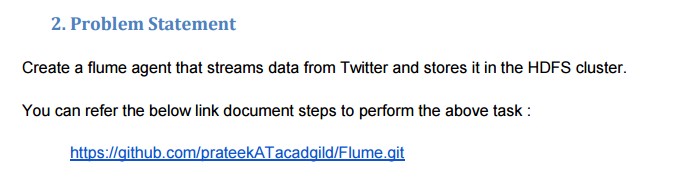 2. Problem Statement
Create a flume agent that streams data from Twitter and stores it in the HDFS cluster.
You can refer the below link document steps to perform the above task :
https://github.com/prateekATacadgild/Flume.git